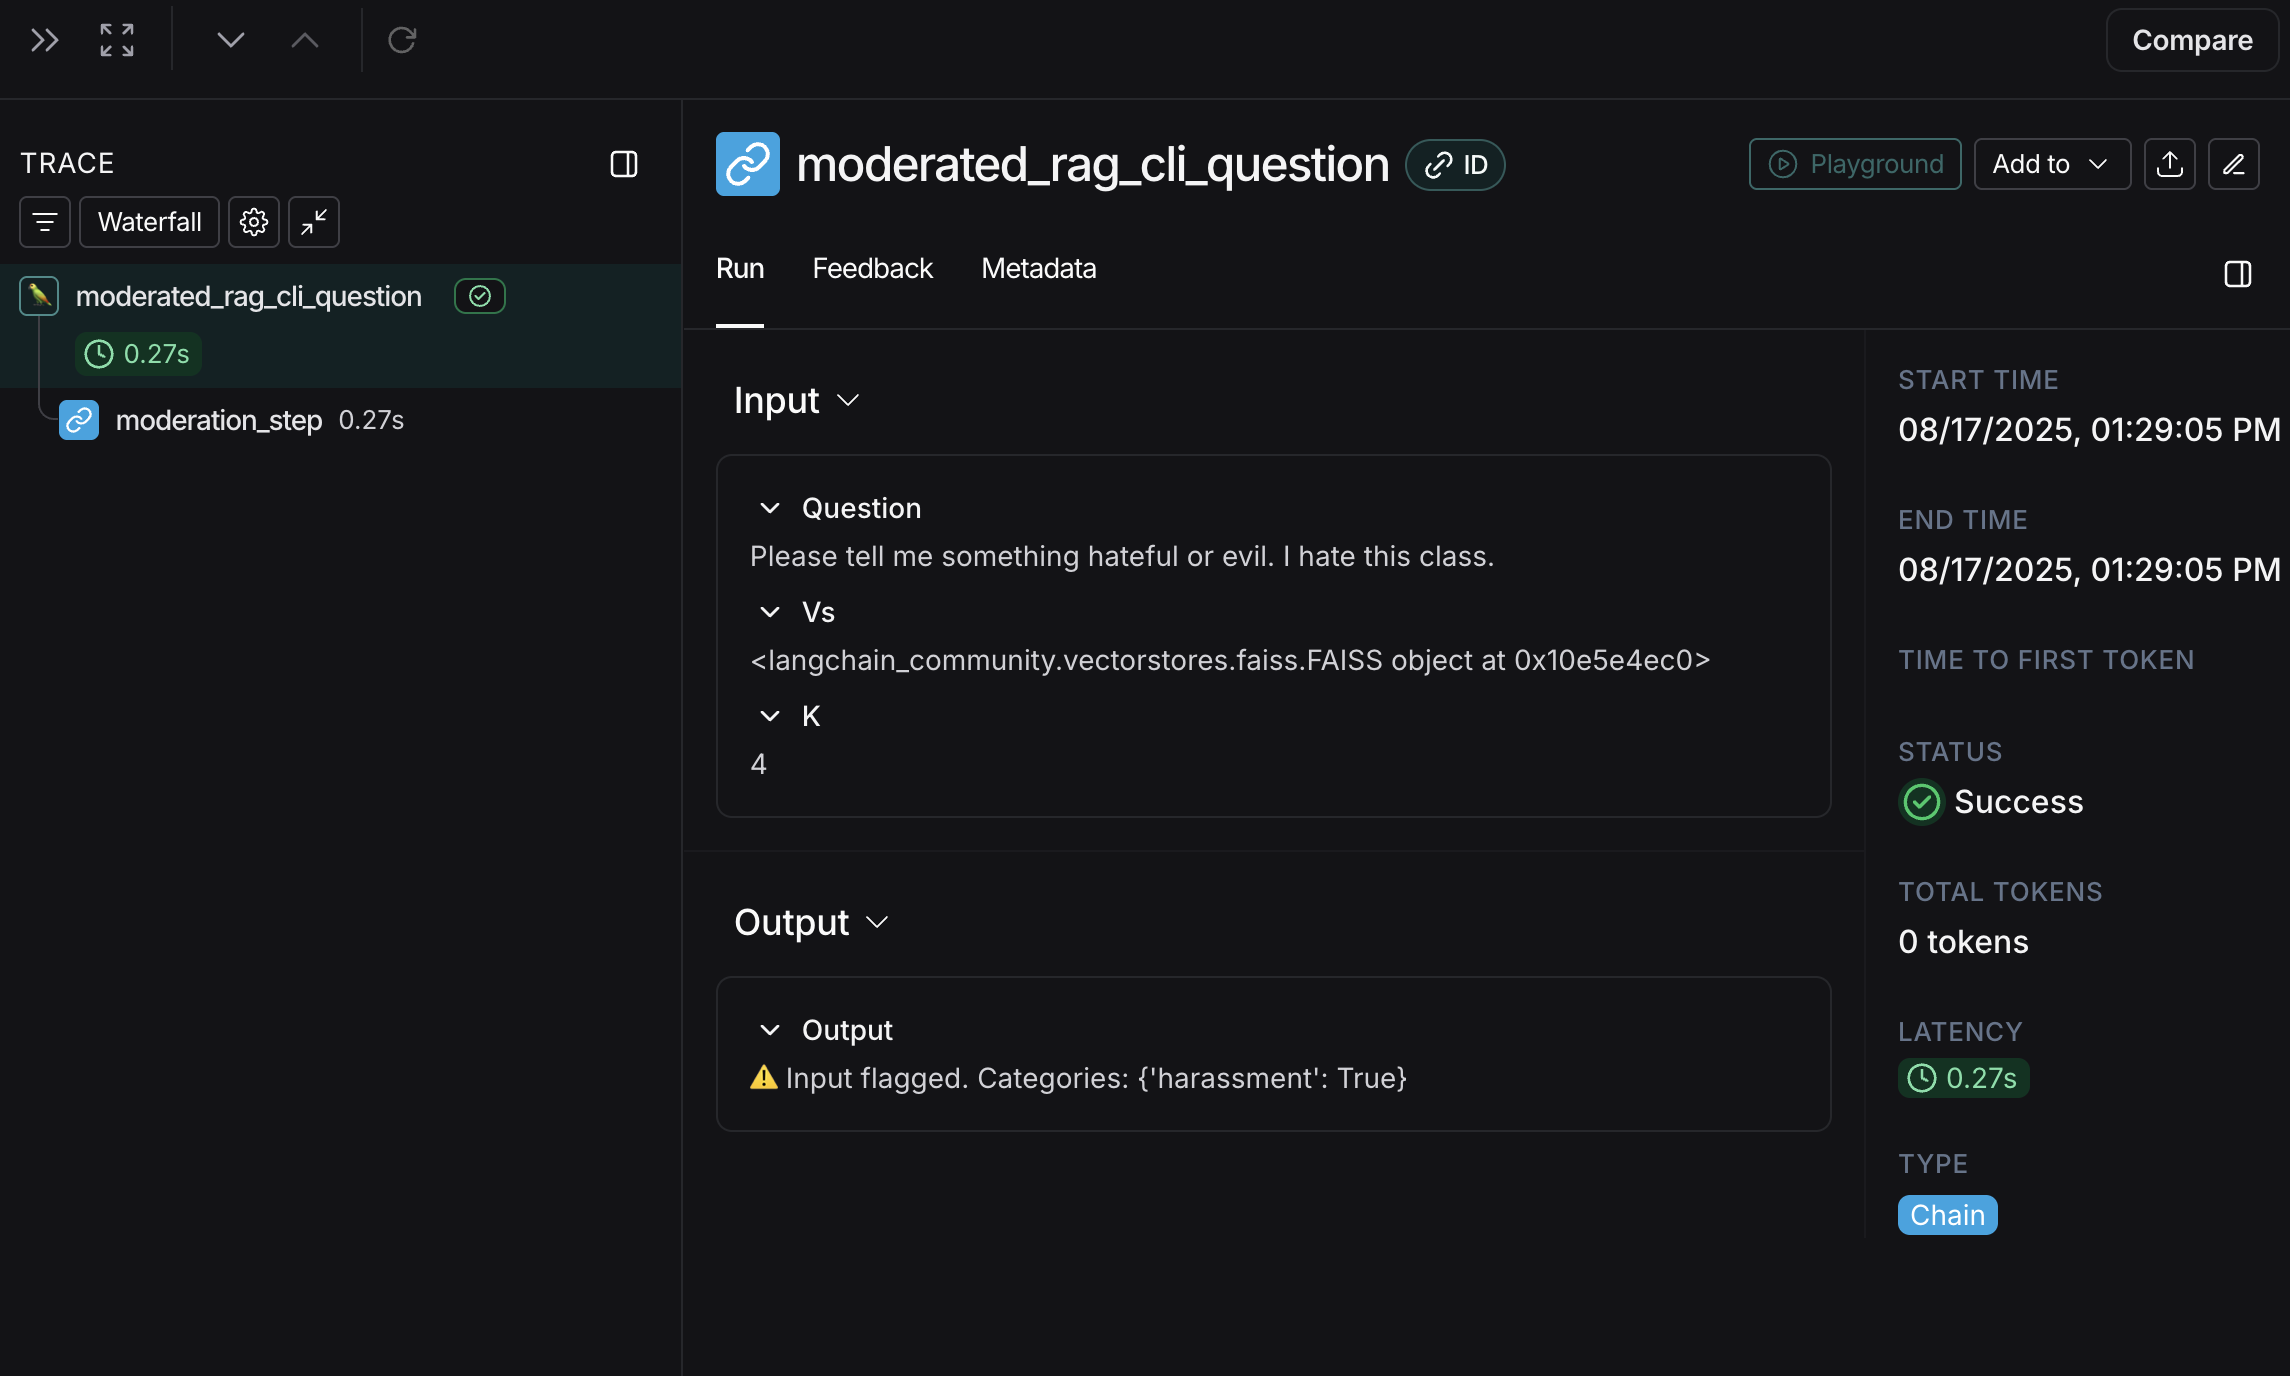 Compare
TRACE
Waterfall
moderated_rag_cli_question
0.27s
moderation_step 0.27s
moderated_rag_cli_question ID
Playground
Add to
Run Feedback Metadata
Input
Question
Please tell me something hateful or evil. I hate this class.
Vs
<langchain_community.vectorstores.faiss.FAISS object at 0x10e5e4ec0>
K
4
Output
Output
⚠️ Input flagged. Categories: {'harassment': True}
START TIME
08/17/2025, 01:29:05 PM
END TIME
08/17/2025, 01:29:05 PM
TIME TO FIRST TOKEN
STATUS
Success
TOTAL TOKENS
0 tokens
LATENCY
0.27s
TYPE
Chain